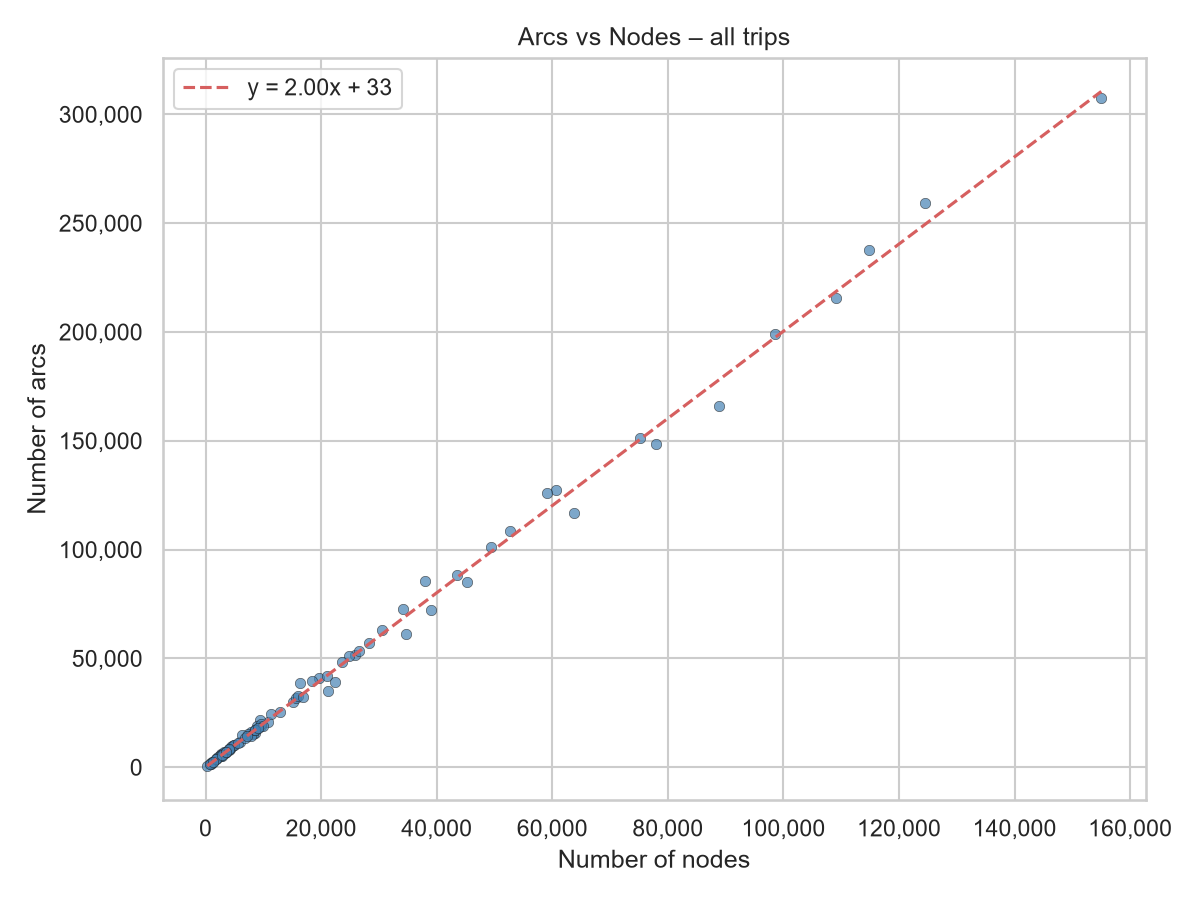 Arcs vs Nodes – all trips
y = 2.00x + 33
300,000
250,000
200,000
150,000
100,000
50,000
0
Number of arcs
0 20,000 40,000 60,000 80,000 100,000 120,000 140,000 160,000
Number of nodes